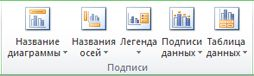 Название диаграммы
Названия осей
Легенда
Подписи данных
Таблица данных
Подписи